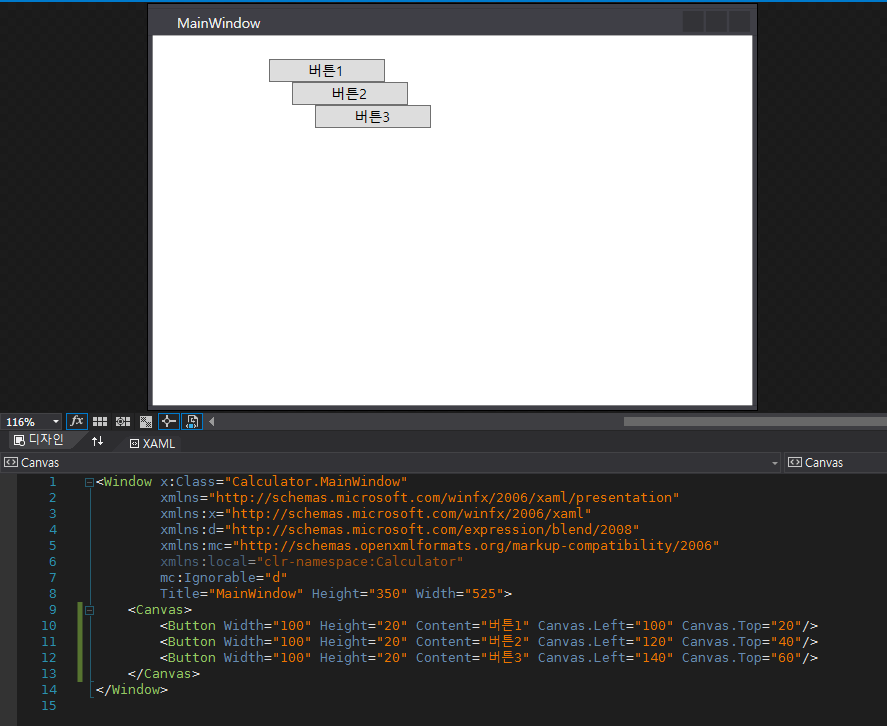 MainWindow
버튼1
버튼2
버튼3
116% fx
디자인 XAML
Canvas Canvas
1 <Window x:Class="Calculator.MainWindow"
2 xmlns="http://schemas.microsoft.com/winfx/2006/xaml/presentation"
3 xmlns:x="http://schemas.microsoft.com/winfx/2006/xaml"
4 xmlns:d="http://schemas.microsoft.com/expression/blend/2008"
5 xmlns:mc="http://schemas.openxmlformats.org/markup-compatibility/2006"
6 xmlns:local="clr-namespace:Calculator"
7 mc:Ignorable="d"
8 Title="MainWindow" Height="350" Width="525">
9 <Canvas>
10 <Button Width="100" Height="20" Content="버튼1" Canvas.Left="100" Canvas.Top="20"/>
11 <Button Width="100" Height="20" Content="버튼2" Canvas.Left="120" Canvas.Top="40"/>
12 <Button Width="100" Height="20" Content="버튼3" Canvas.Left="140" Canvas.Top="60"/>
13 </Canvas>
14 </Window>
15